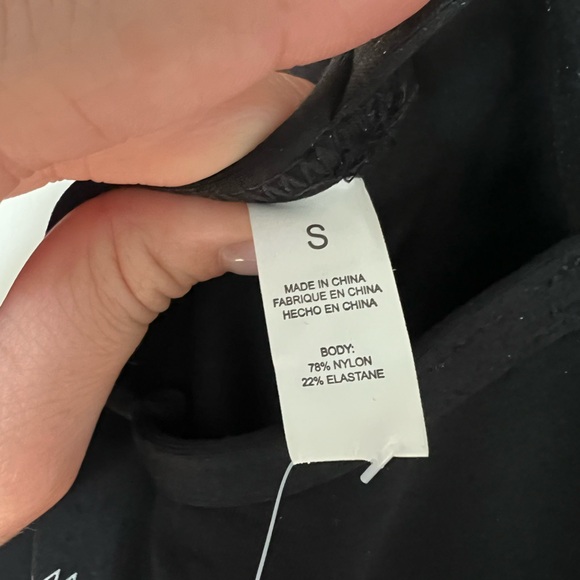 S
MADE IN CHINA
FABRIQUE EN CHINA
HECHO EN CHINA
BODY:
78% NYLON
22% ELASTANE